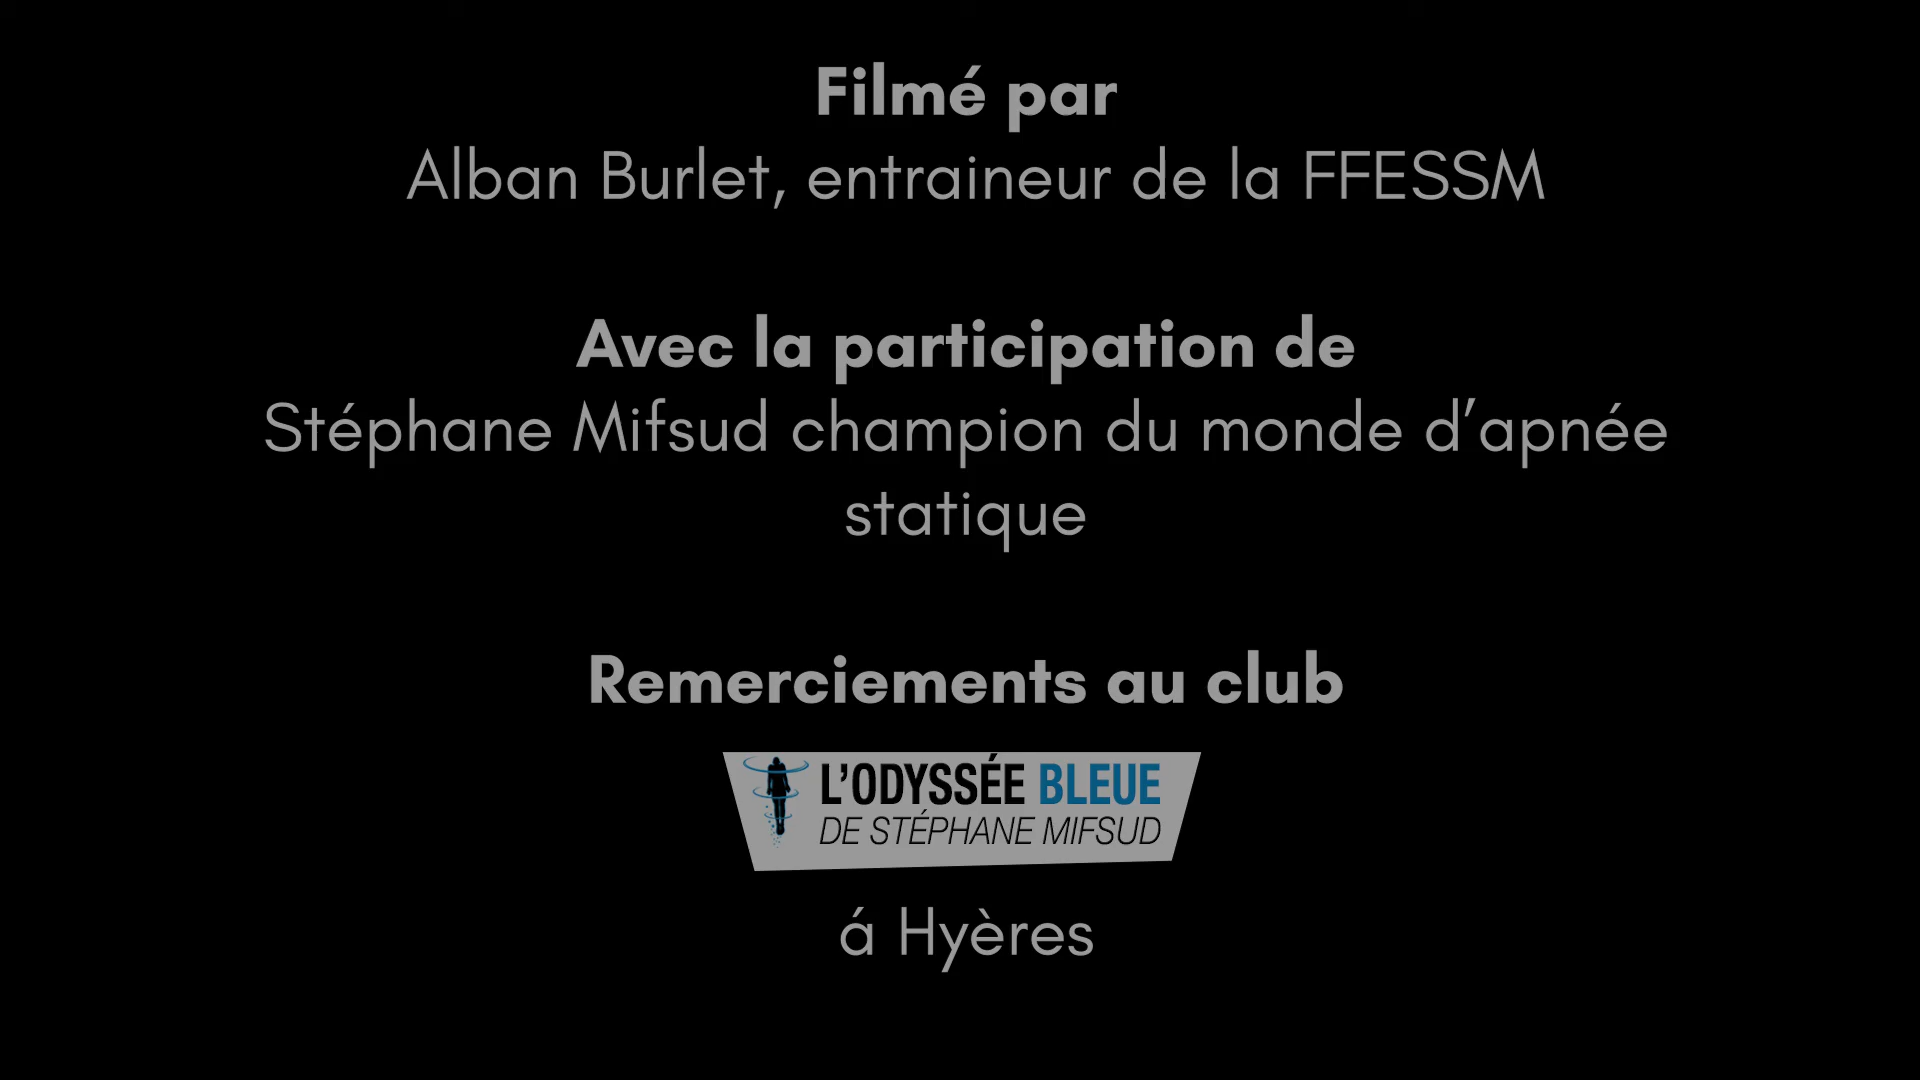 Filmé par
Alban Burlet, entraineur de la FFESSM
Avec la participation de
Stéphane Mifsud champion du monde d’apnée
statique
Remerciements au club
L’ODYSSÉE BLEUE
DE STÉPHANE MIFSUD
á Hyères